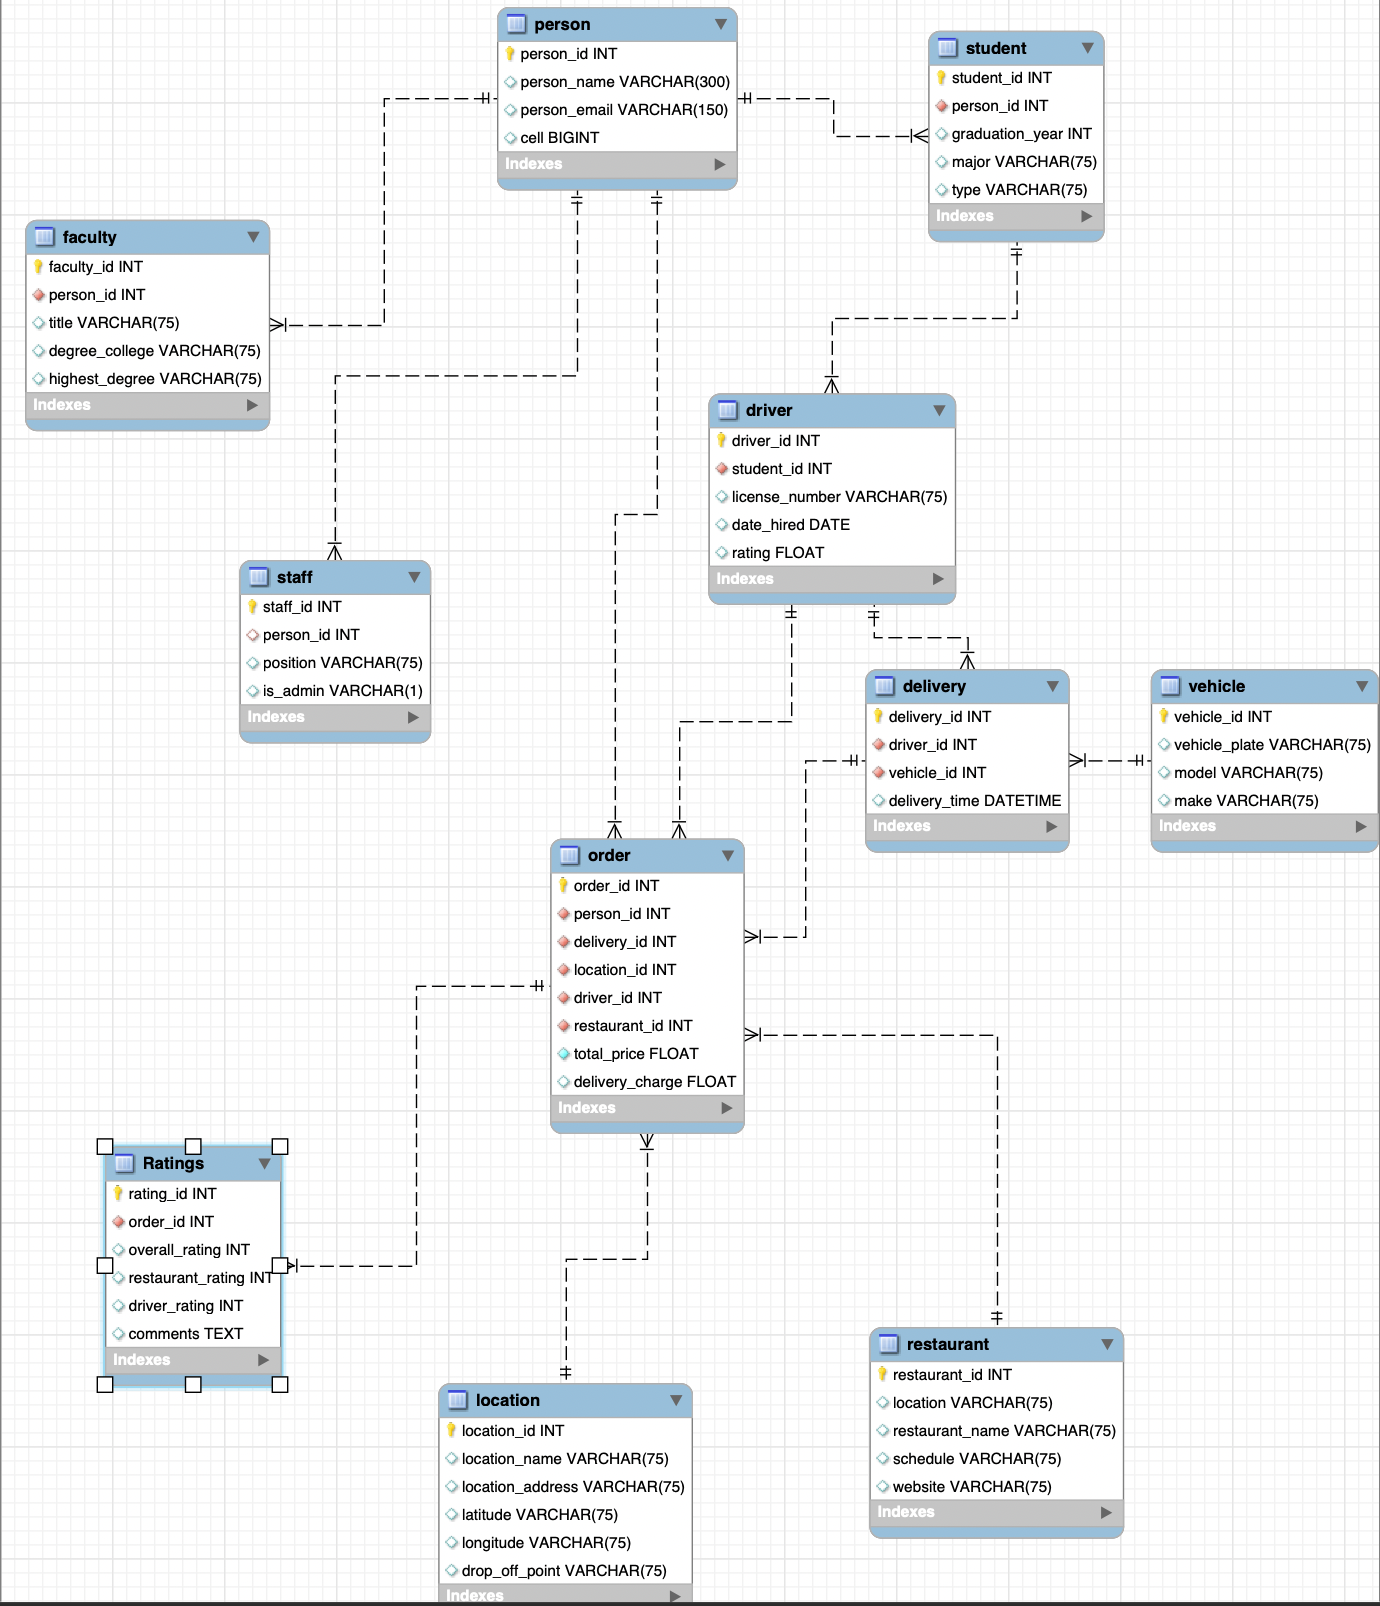 person
person_id INT
person_name VARCHAR(300)
person_email VARCHAR(150)
cell BIGINT
Indexes
student
student_id INT
person_id INT
graduation_year INT
major VARCHAR(75)
type VARCHAR(75)
Indexes
faculty
faculty_id INT
person_id INT
title VARCHAR(75)
degree_college VARCHAR(75)
highest_degree VARCHAR(75)
Indexes
driver
driver_id INT
student_id INT
license_number VARCHAR(75)
date_hired DATE
rating FLOAT
Indexes
staff
staff_id INT
person_id INT
position VARCHAR(75)
is_admin VARCHAR(1)
Indexes
delivery
delivery_id INT
driver_id INT
vehicle_id INT
delivery_time DATETIME
Indexes
vehicle
vehicle_id INT
vehicle_plate VARCHAR(75)
model VARCHAR(75)
make VARCHAR(75)
Indexes
order
order_id INT
person_id INT
delivery_id INT
location_id INT
driver_id INT
restaurant_id INT
total_price FLOAT
delivery_charge FLOAT
Indexes
Ratings
rating_id INT
order_id INT
overall_rating INT
restaurant_rating INT
driver_rating INT
comments TEXT
Indexes
location
location_id INT
location_name VARCHAR(75)
location_address VARCHAR(75)
latitude VARCHAR(75)
longitude VARCHAR(75)
drop_off_point VARCHAR(75)
Indexes
restaurant
restaurant_id INT
location VARCHAR(75)
restaurant_name VARCHAR(75)
schedule VARCHAR(75)
website VARCHAR(75)
Indexes